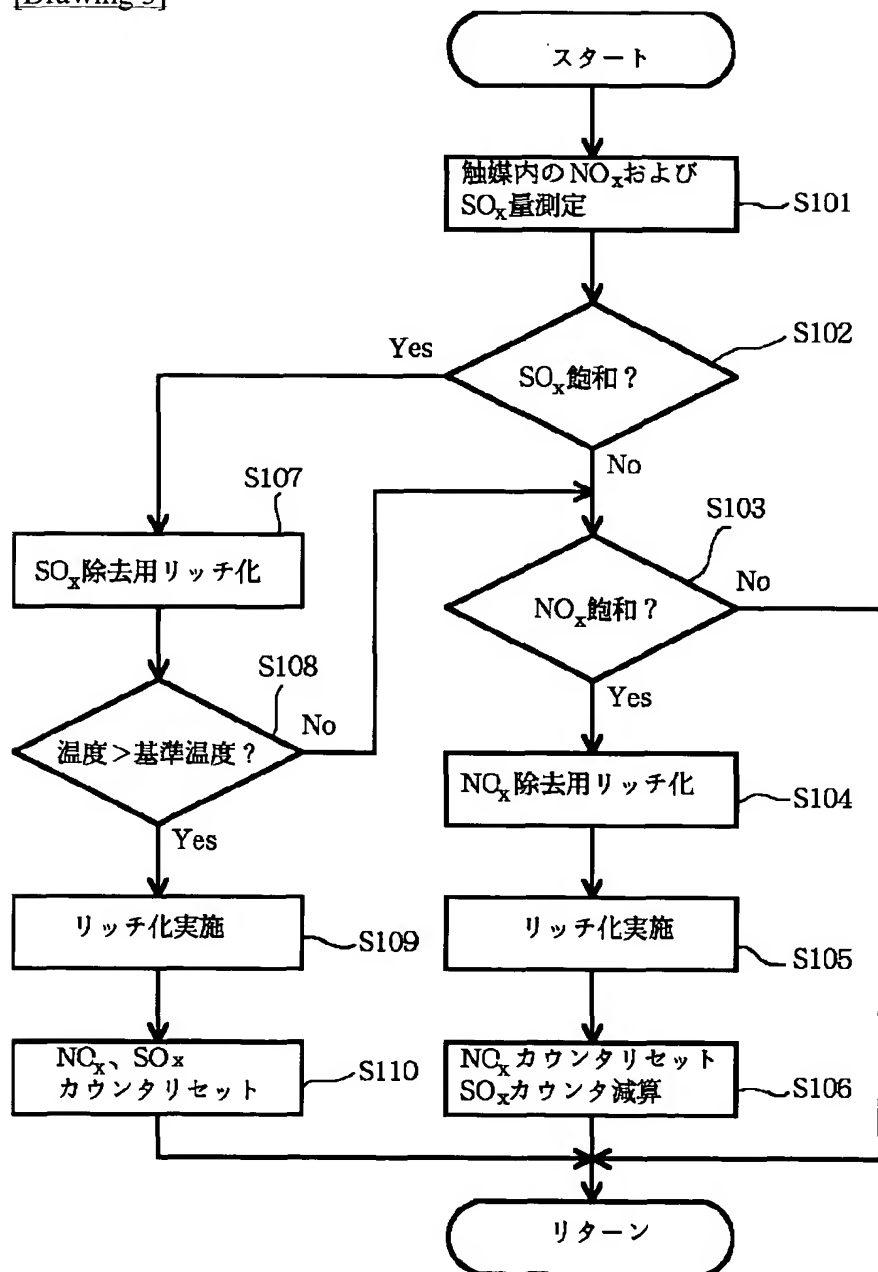 [Drawing 3]
スタート
触媒内のNOxおよび
SOx量測定
S101
S102
Yes
SOx飽和?
No
S107
S103
SOx除去用リッチ化
No
NOx飽和?
S108
Yes
No
温度>基準温度?
NOx除去用リッチ化
S104
Yes
リッチ化実施
S109
リッチ化実施
S105
NOx、SOx
カウンタリセット
S110
NOxカウンタリセット
SOxカウンタ減算
S106
リターン